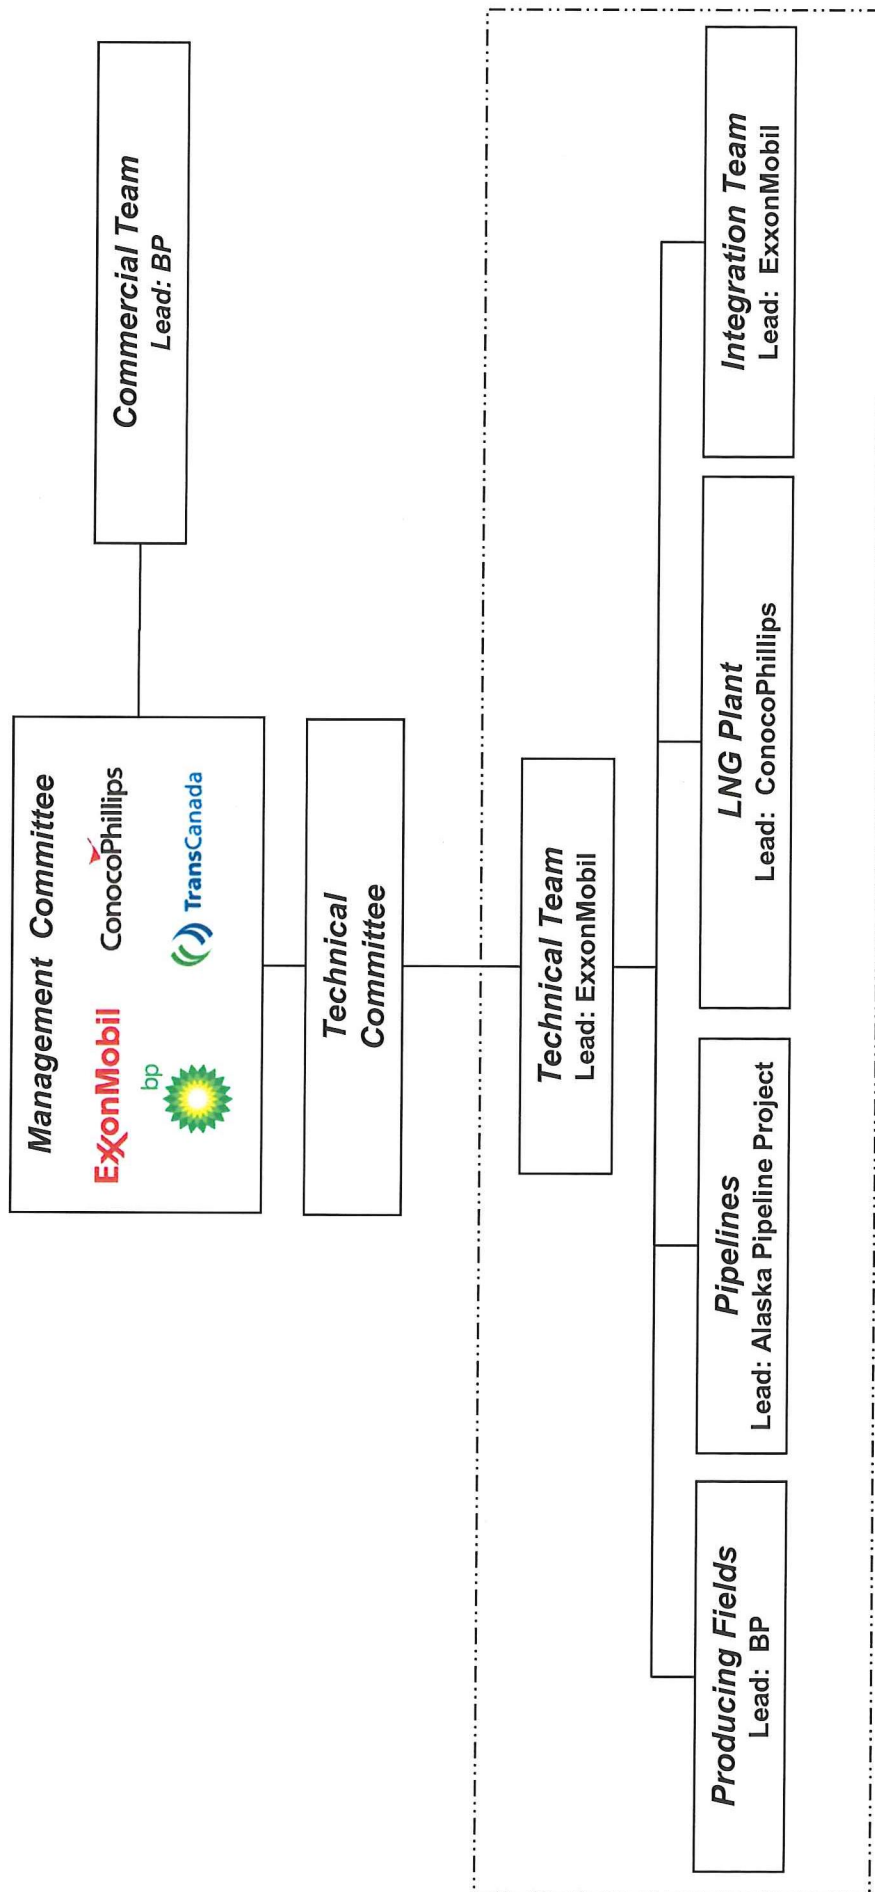 Management Committee
ExxonMobil
ConocoPhillips
bp
TransCanada
Commercial Team
Lead: BP
Technical
Committee
Technical Team
Lead: ExxonMobil
Producing Fields
Lead: BP
Pipelines
Lead: Alaska Pipeline Project
LNG Plant
Lead: ConocoPhillips
Integration Team
Lead: ExxonMobil